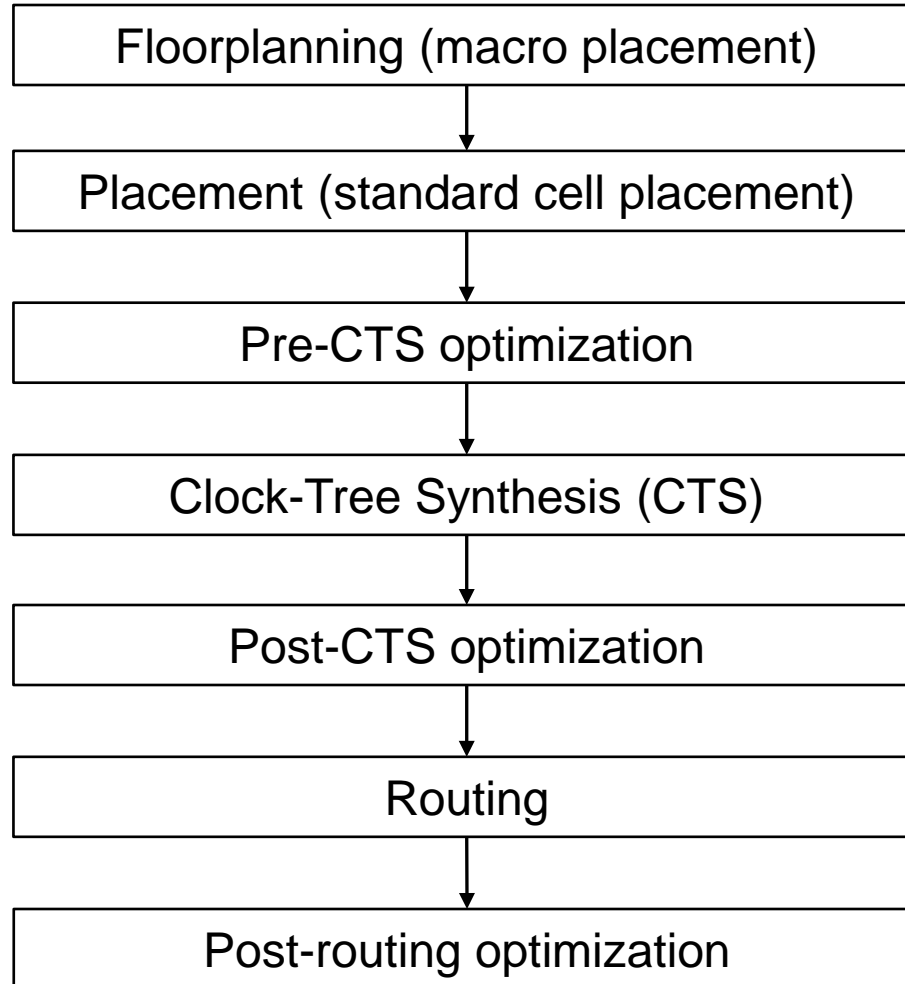 Floorplanning (macro placement)
Placement (standard cell placement)
Pre-CTS optimization
Clock-Tree Synthesis (CTS)
Post-CTS optimization
Routing
Post-routing optimization